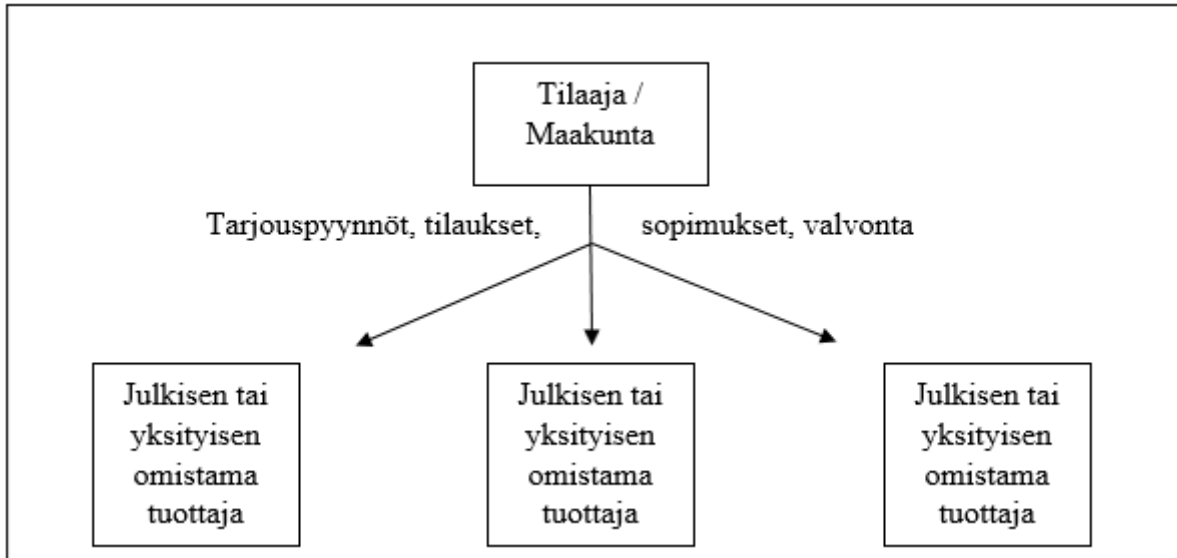 Tilaaja /
Maakunta
Tarjouspyynnöt, tilaukset, sopimukset, valvonta
Julkisen tai
yksityisen
omistama
tuottaja
Julkisen tai
yksityisen
omistama
tuottaja
Julkisen tai
yksityisen
omistama
tuottaja